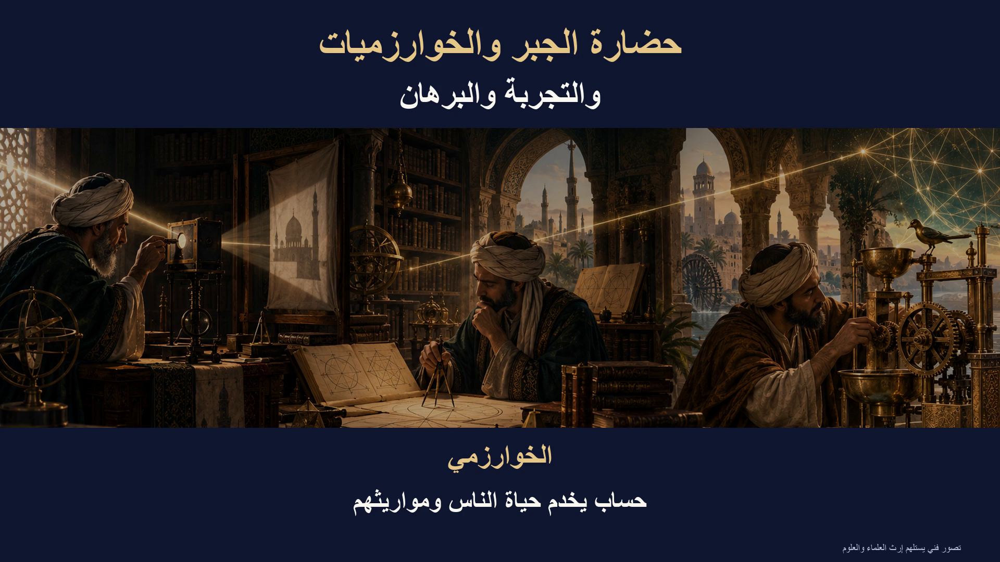 حضارة الجبر والخوارزميات
والتجربة والبرهان
الخوارزمي
حساب يخدم حياة الناس ومواريثهم
تصور فني يستلهم إرث العلماء والعلوم